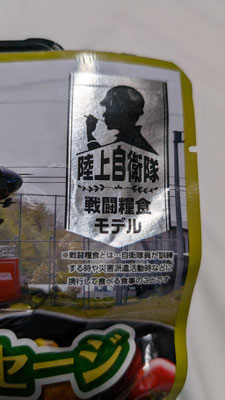 陸上自衛隊
戦闘糧食
モデル
※戦闘糧食とは…自衛隊員が訓練
する時や災害派遣活動時などに
携行して食べる食事のことです
セージ